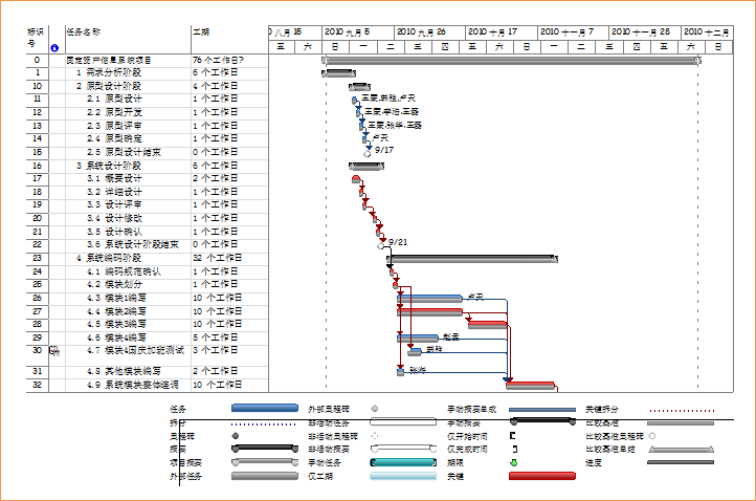 标识号 任务名称 工期 八月 15 2010 九月 5 2010 九月 26 2010 十月 17 2010 十一月 7 2010 十一月 28 2010 十二月
五 六 日 一 二 三 四 五 六 日 一 二 三 四 五 六 日
0 固定资产信息系统项目 76 个工作日?
1 1 需求分析阶段 6 个工作日
10 2 原型设计阶段 4 个工作日
11 2.1 原型设计 1 个工作日
12 2.2 原型开发 1 个工作日
13 2.3 原型评审 1 个工作日
14 2.4 原型确定 1 个工作日 卢天
15 2.5 原型设计结束 0 个工作日 9/17
16 3 系统设计阶段 6 个工作日
17 3.1 概要设计 2 个工作日
18 3.2 详细设计 1 个工作日
19 3.3 设计评审 1 个工作日
20 3.4 设计修改 1 个工作日
21 3.5 设计确认 1 个工作日
22 3.6 系统设计阶段结束 0 个工作日 9/21
23 4 系统编码阶段 32 个工作日
24 4.1 编码规范确认 1 个工作日
25 4.2 模块划分 1 个工作日
26 4.3 模块1编写 10 个工作日 卢天
27 4.4 模块2编写 10 个工作日
28 4.5 模块3编写 10 个工作日
29 4.6 模块4编写 5 个工作日
30 4.7 模块4国庆加班测试 3 个工作日
31 4.8 其他模块编写 2 个工作日
32 4.9 系统模块整体连调 10 个工作日
任务 外部里程碑 手动摘要总成 关键拆分
拆分 非活动任务 手动摘要 比较基准
里程碑 非活动里程碑 仅开始时间 比较基准里程碑
摘要 非活动摘要 仅完成时间 比较基准总结
项目摘要 手动任务 期限 进度
外部任务 仅工期 关键